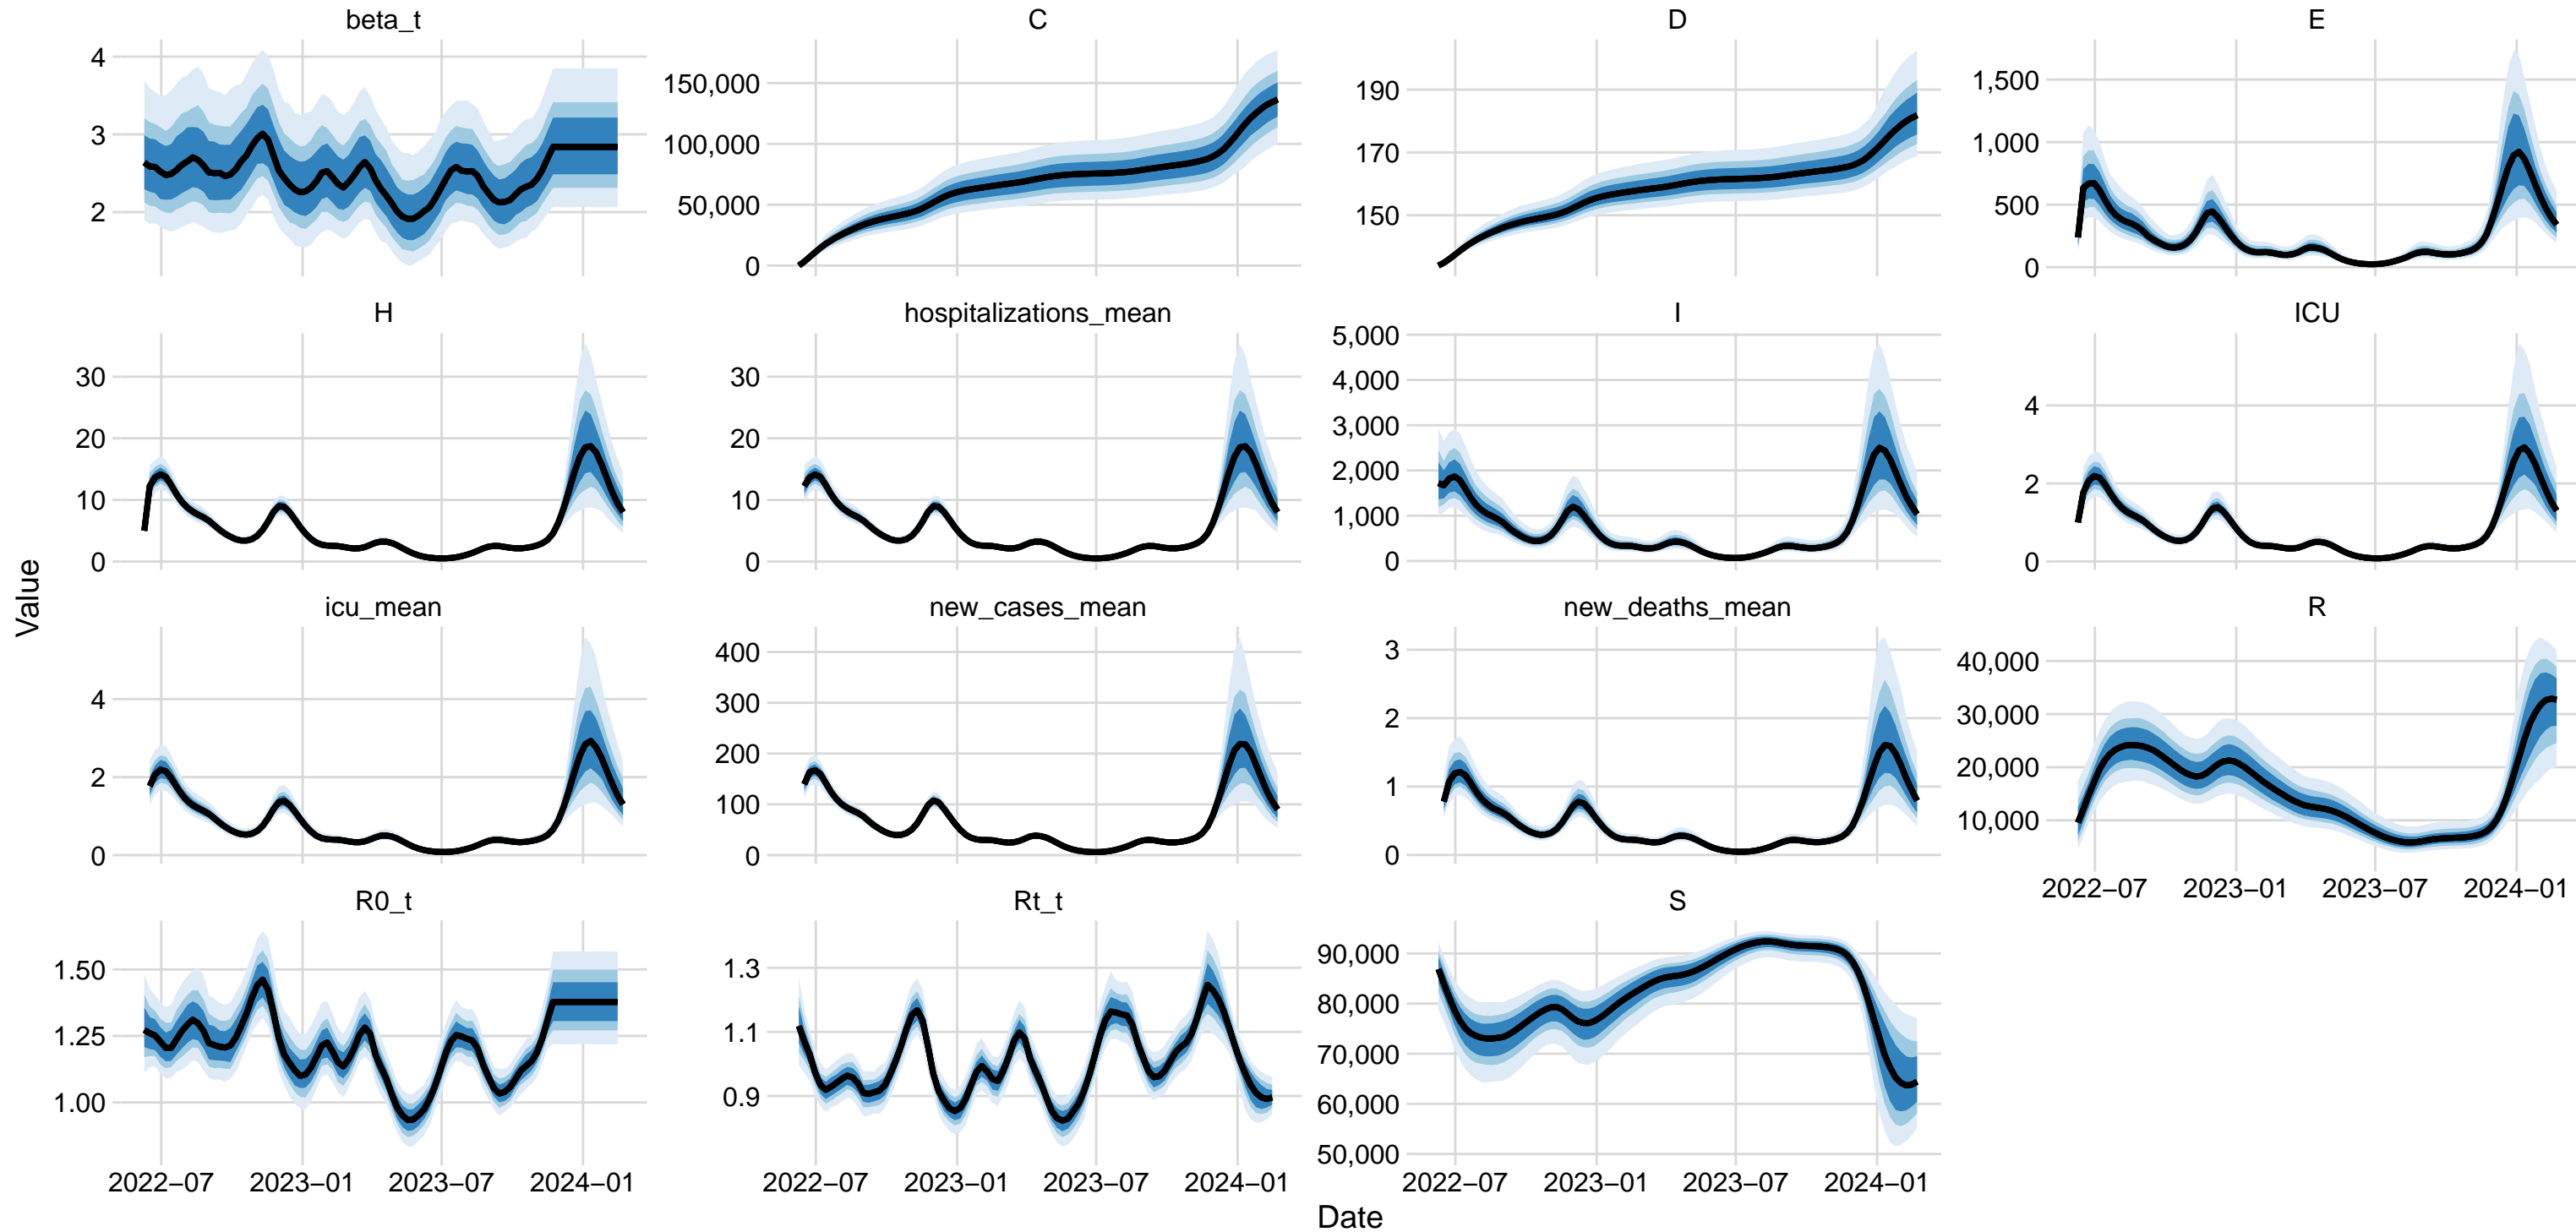 beta_t
C
D
E
4
3
2
150,000
100,000
50,000
0
190
170
150
1,500
1,000
500
0
H
hospitalizations_mean
I
ICU
30
20
10
0
30
20
10
0
5,000
4,000
3,000
2,000
1,000
0
4
2
0
icu_mean
new_cases_mean
new_deaths_mean
R
4
2
0
400
300
200
100
0
3
2
1
0
40,000
30,000
20,000
10,000
2022–07 2023–01 2023–07 2024–01
R0_t
Rt_t
S
1.50
1.25
1.00
1.3
1.1
0.9
90,000
80,000
70,000
60,000
50,000
2022–07 2023–01 2023–07 2024–01
2022–07 2023–01 2023–07 2024–01
2022–07 2023–01 2023–07 2024–01
Value
Date